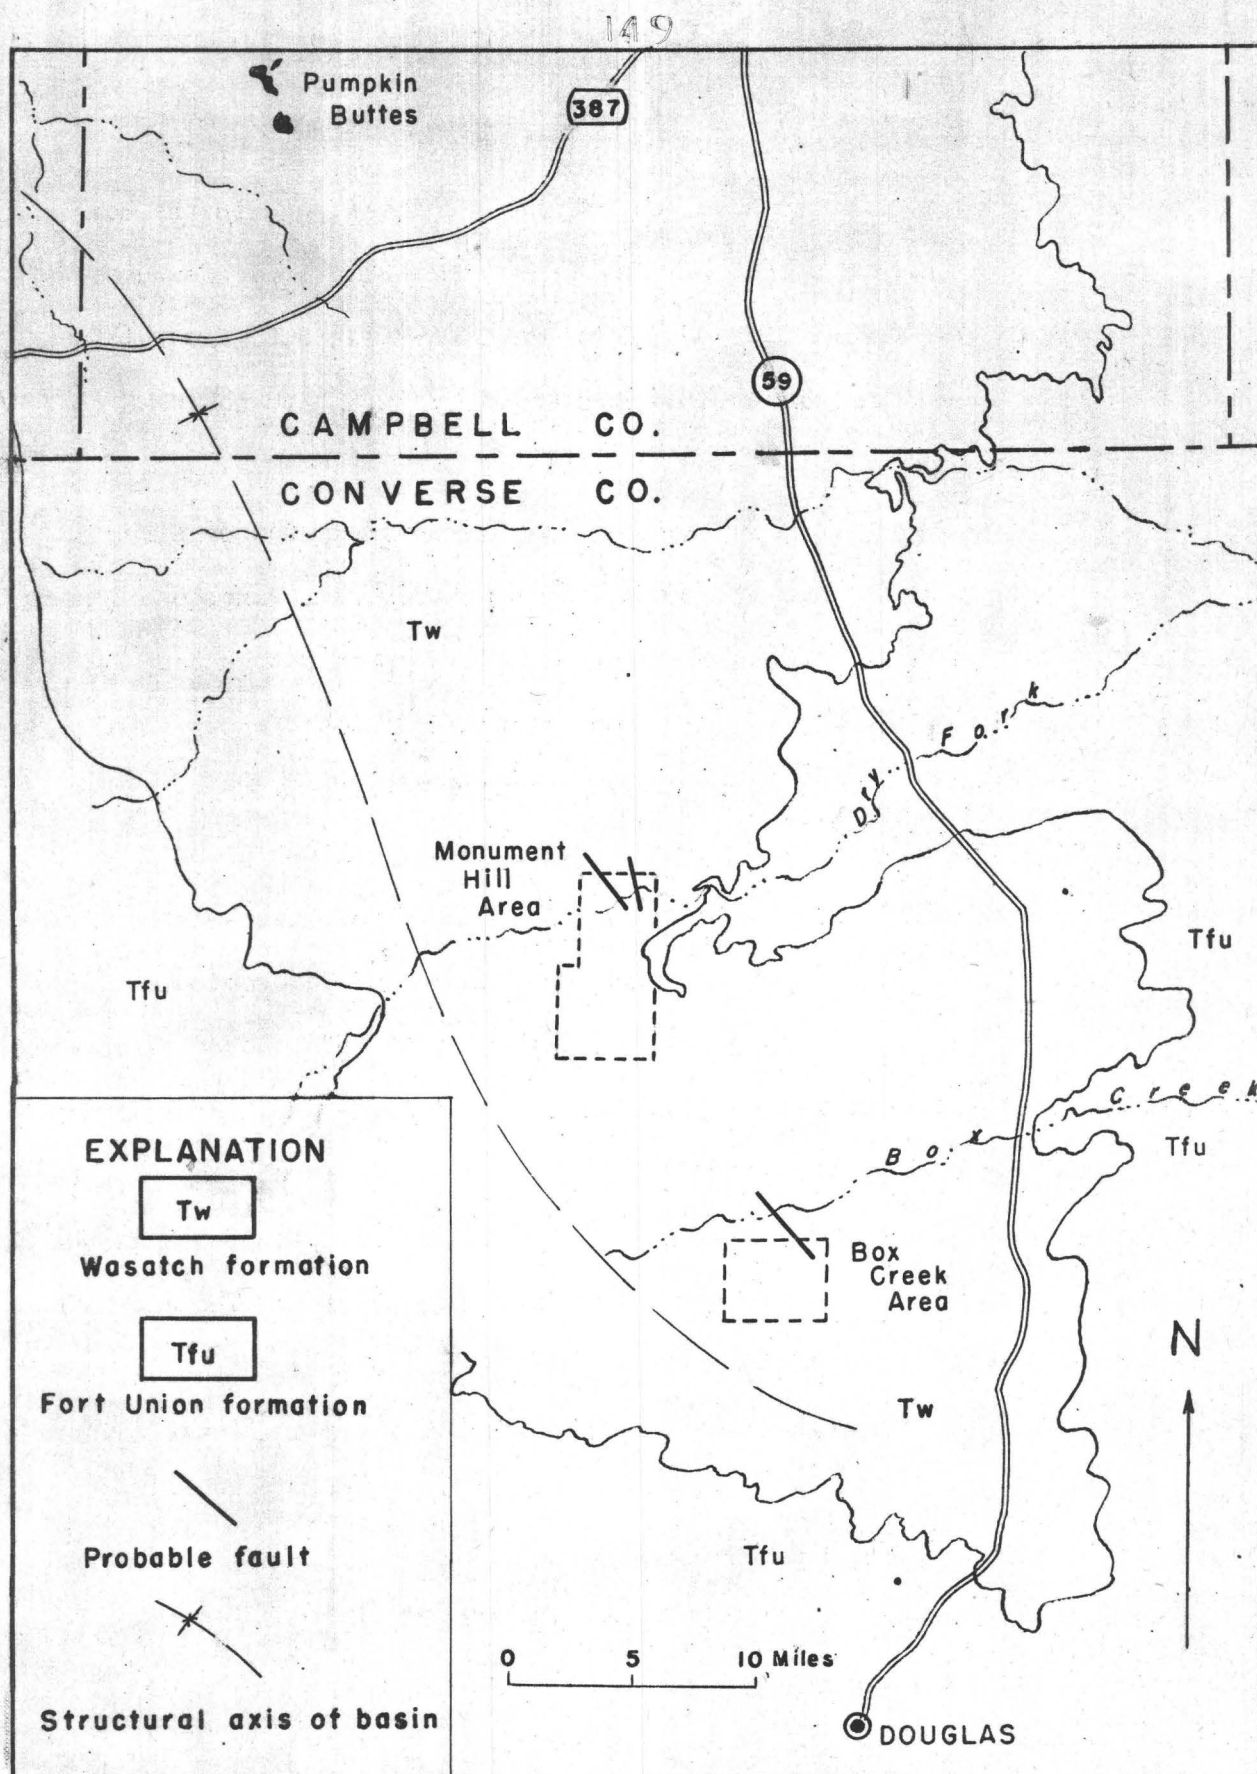 149
Pumpkin
Buttes
387
59
CAMPBELL CO.
CONVERSE CO.
Tw
Dry Fork
Monument
Hill
Area
Tfu
Tfu
Box Creek
Tfu
Box
Creek
Area
N
Tw
Tfu
EXPLANATION
Tw
Wasatch formation
Tfu
Fort Union formation
Probable fault
Structural axis of basin
0 5 10 Miles
DOUGLAS